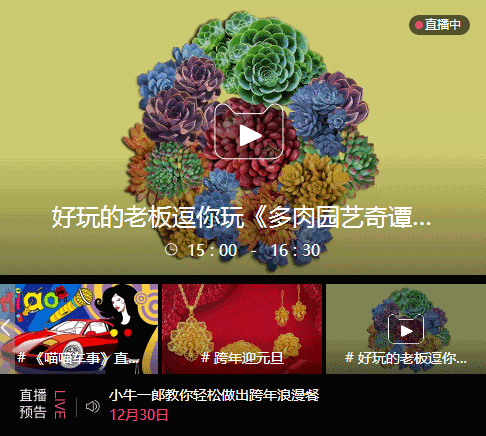 直播中
好玩的老板逗你玩《多肉园艺奇谭...
15 : 00 - 16 : 30
miao
# 《喵喵车事》直...
# 跨年迎元旦
# 好玩的老板逗你...
直播
预告
LIVE
小牛一郎教你轻松做出跨年浪漫餐
12月30日